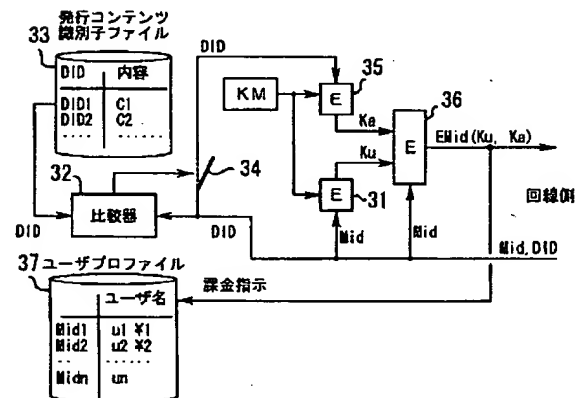 発行コンテンツ
33 識別子ファイル
DID 内容
DID1 C1
DID2 C2
······ ······
32
比較器
DID
DID
34
DID
KM
E
35
Ka
Ku
E
31
36
E
EMid(Ku, Ka)
回線側
Mid
Mid
Mid, DID
37 ユーザプロファイル
課金指示
ユーザ名
Mid1 u1 ¥1
Mid2 u2 ¥2
·· ······
Midn un